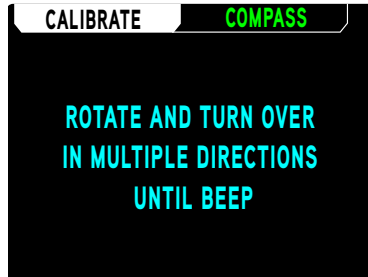 CALIBRATE COMPASS
ROTATE AND TURN OVER
IN MULTIPLE DIRECTIONS
UNTIL BEEP